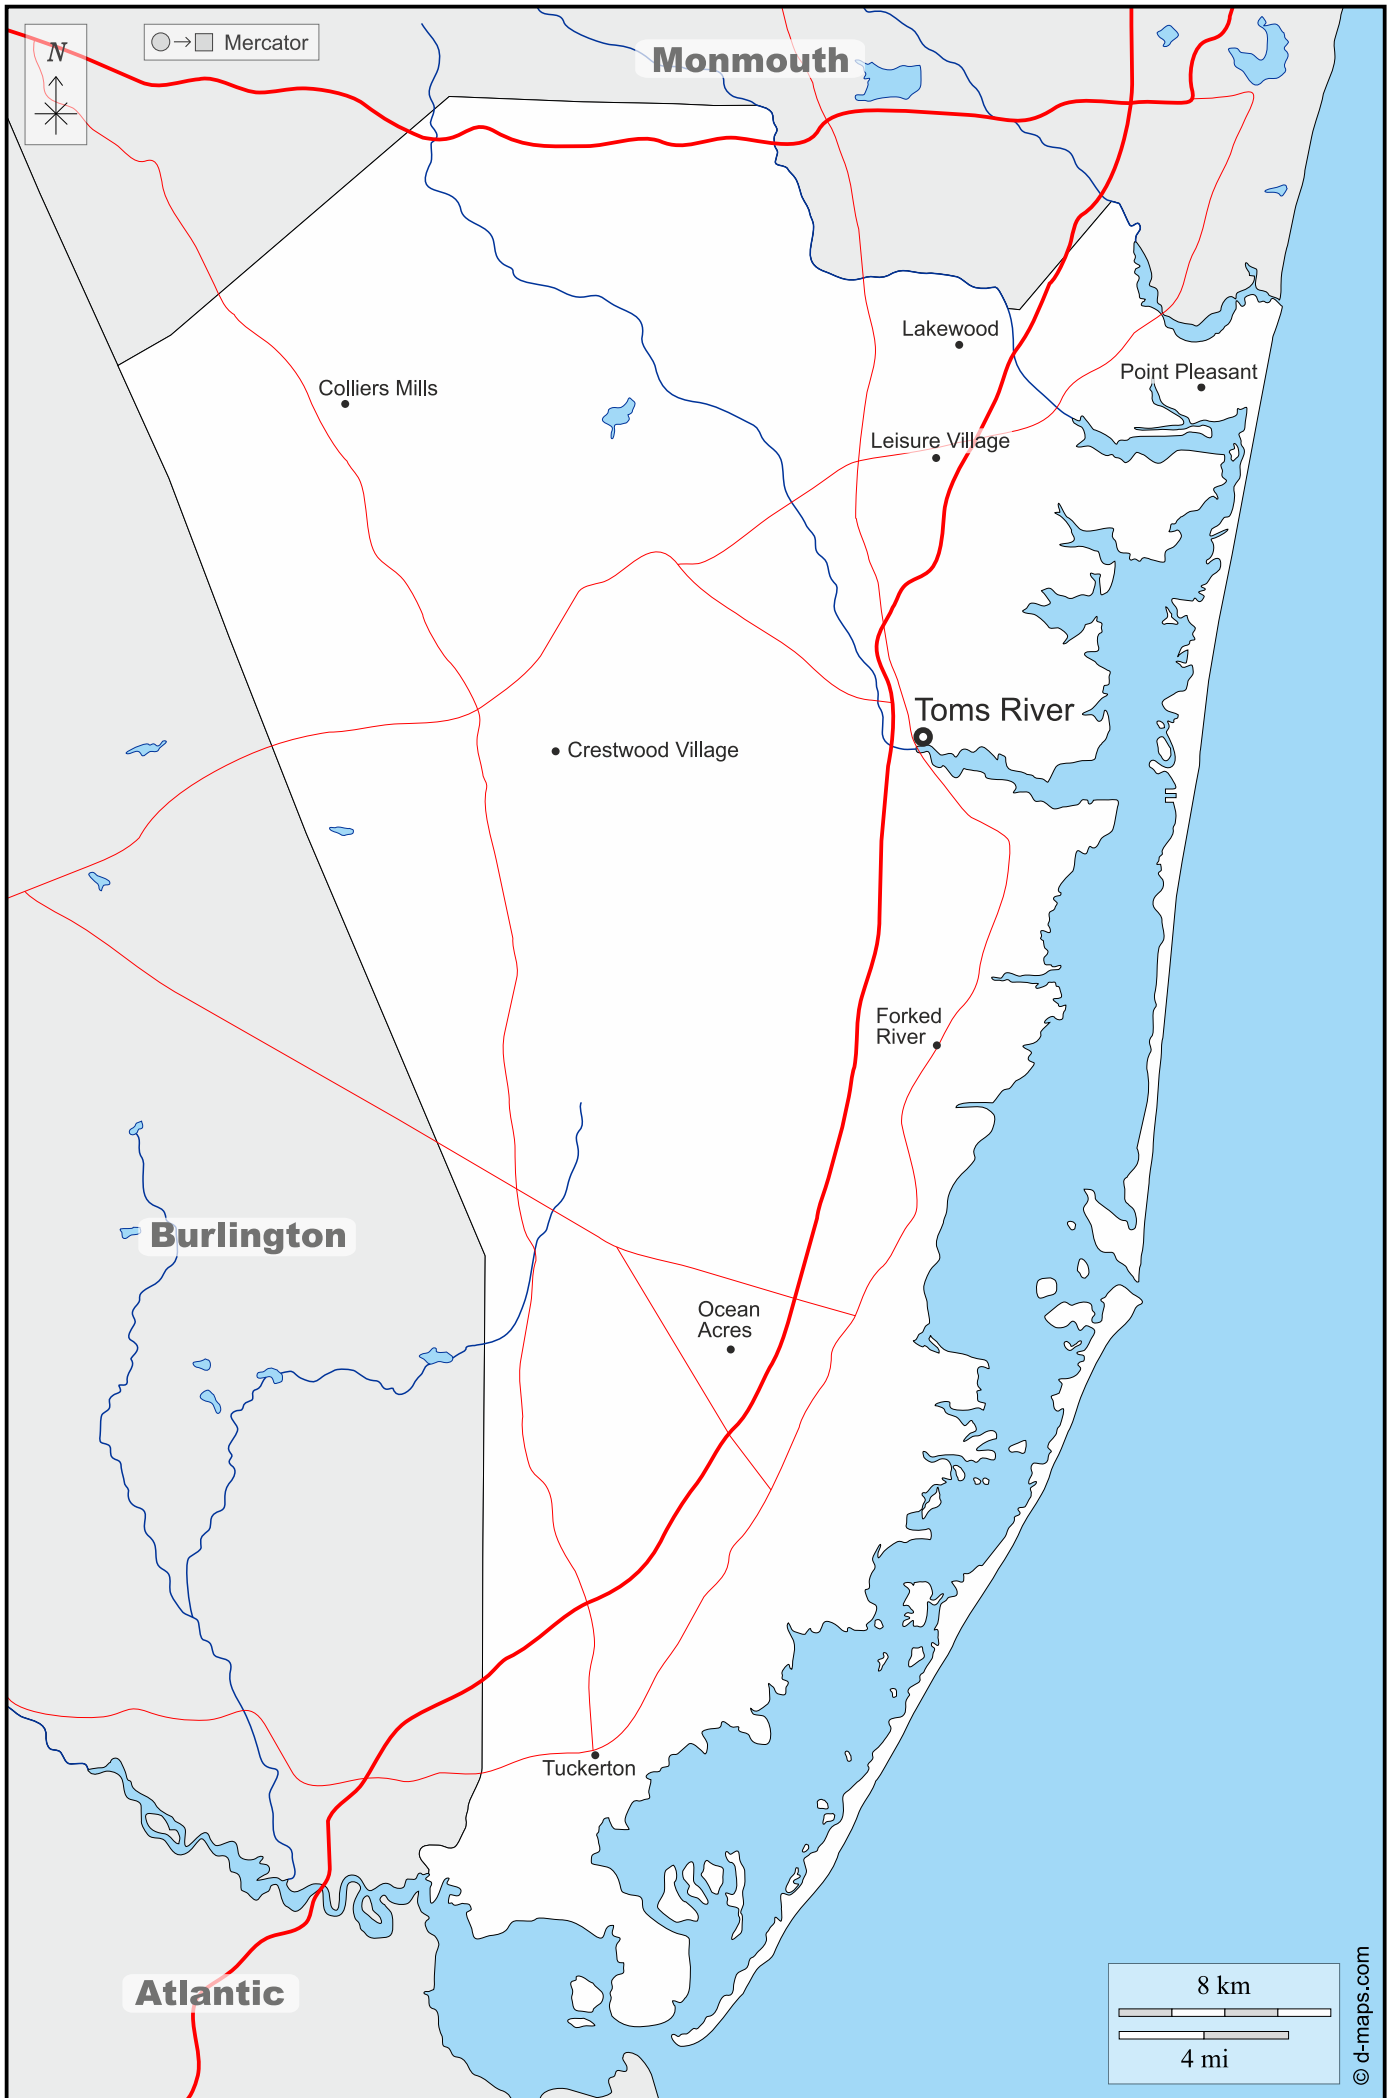 N
Mercator
Monmouth
Lakewood
Point Pleasant
Colliers Mills
Leisure Village
Toms River
Crestwood Village
Forked
River
Burlington
Ocean
Acres
Tuckerton
Atlantic
8 km
4 mi
© d-maps.com